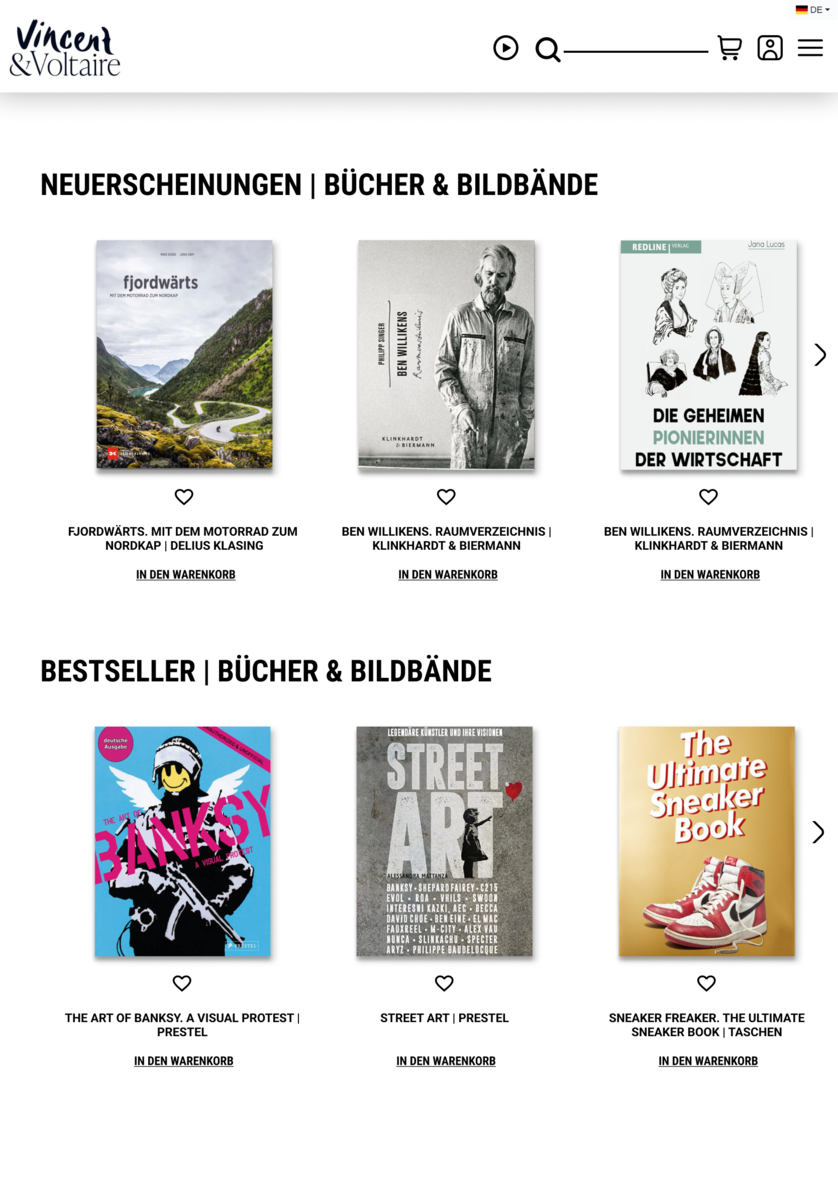 DE
Vincent
&Voltaire
NEUERSCHEINUNGEN | BÜCHER & BILDBÄNDE
fjordwärts
MIT DEM MOTORRAD ZUM NORDKAP
PHILIPP SINGER
BEN WILLIKENS
Raumverzeichnis
KLINKHARDT
& BIERMANN
REDLINE | VERLAG
Jana Lucas
DIE GEHEIMEN
PIONIERINNEN
DER WIRTSCHAFT
FJORDWÄRTS. MIT DEM MOTORRAD ZUM
NORDKAP | DELIUS KLASING
IN DEN WARENKORB
BEN WILLIKENS. RAUMVERZEICHNIS |
KLINKHARDT & BIERMANN
IN DEN WARENKORB
BEN WILLIKENS. RAUMVERZEICHNIS |
KLINKHARDT & BIERMANN
IN DEN WARENKORB
BESTSELLER | BÜCHER & BILDBÄNDE
deutsche
Ausgabe
THE ART OF
BANKSY
A VISUAL PROTEST
PRESTEL
LEGENDÄRE KÜNSTLER UND IHRE VISIONEN
STREET
ART
ALESSANDRA MATTANZA
BANKSY • SHEPARD FAIREY • C215
EVOL • ROA • VHILS • SWOON
INTERESNI KAZKI, AEC • DECCA
DAVID CHOE • BEN EINE • EL MAC
FAUXREEL • M-CITY • ALEX VAU
NUNCA • SLINKACHU • SPECTER
ARYZ • PHILIPPE BAUDELOCQUE
The
Ultimate
Sneaker
Book
THE ART OF BANKSY. A VISUAL PROTEST |
PRESTEL
IN DEN WARENKORB
STREET ART | PRESTEL
IN DEN WARENKORB
SNEAKER FREAKER. THE ULTIMATE
SNEAKER BOOK | TASCHEN
IN DEN WARENKORB